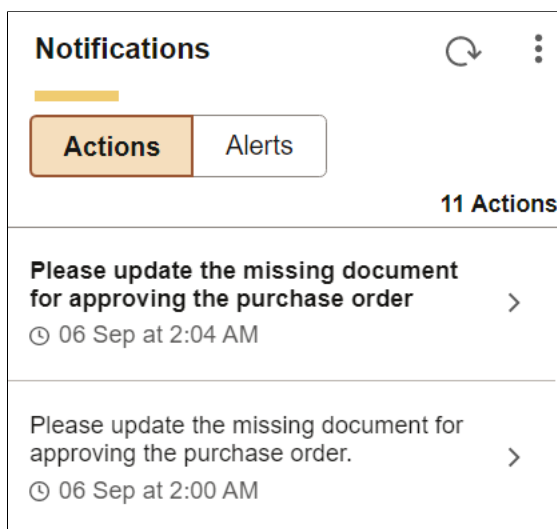 Notifications
Actions
Alerts
11 Actions
Please update the missing document
for approving the purchase order
06 Sep at 2:04 AM
Please update the missing document for
approving the purchase order.
06 Sep at 2:00 AM